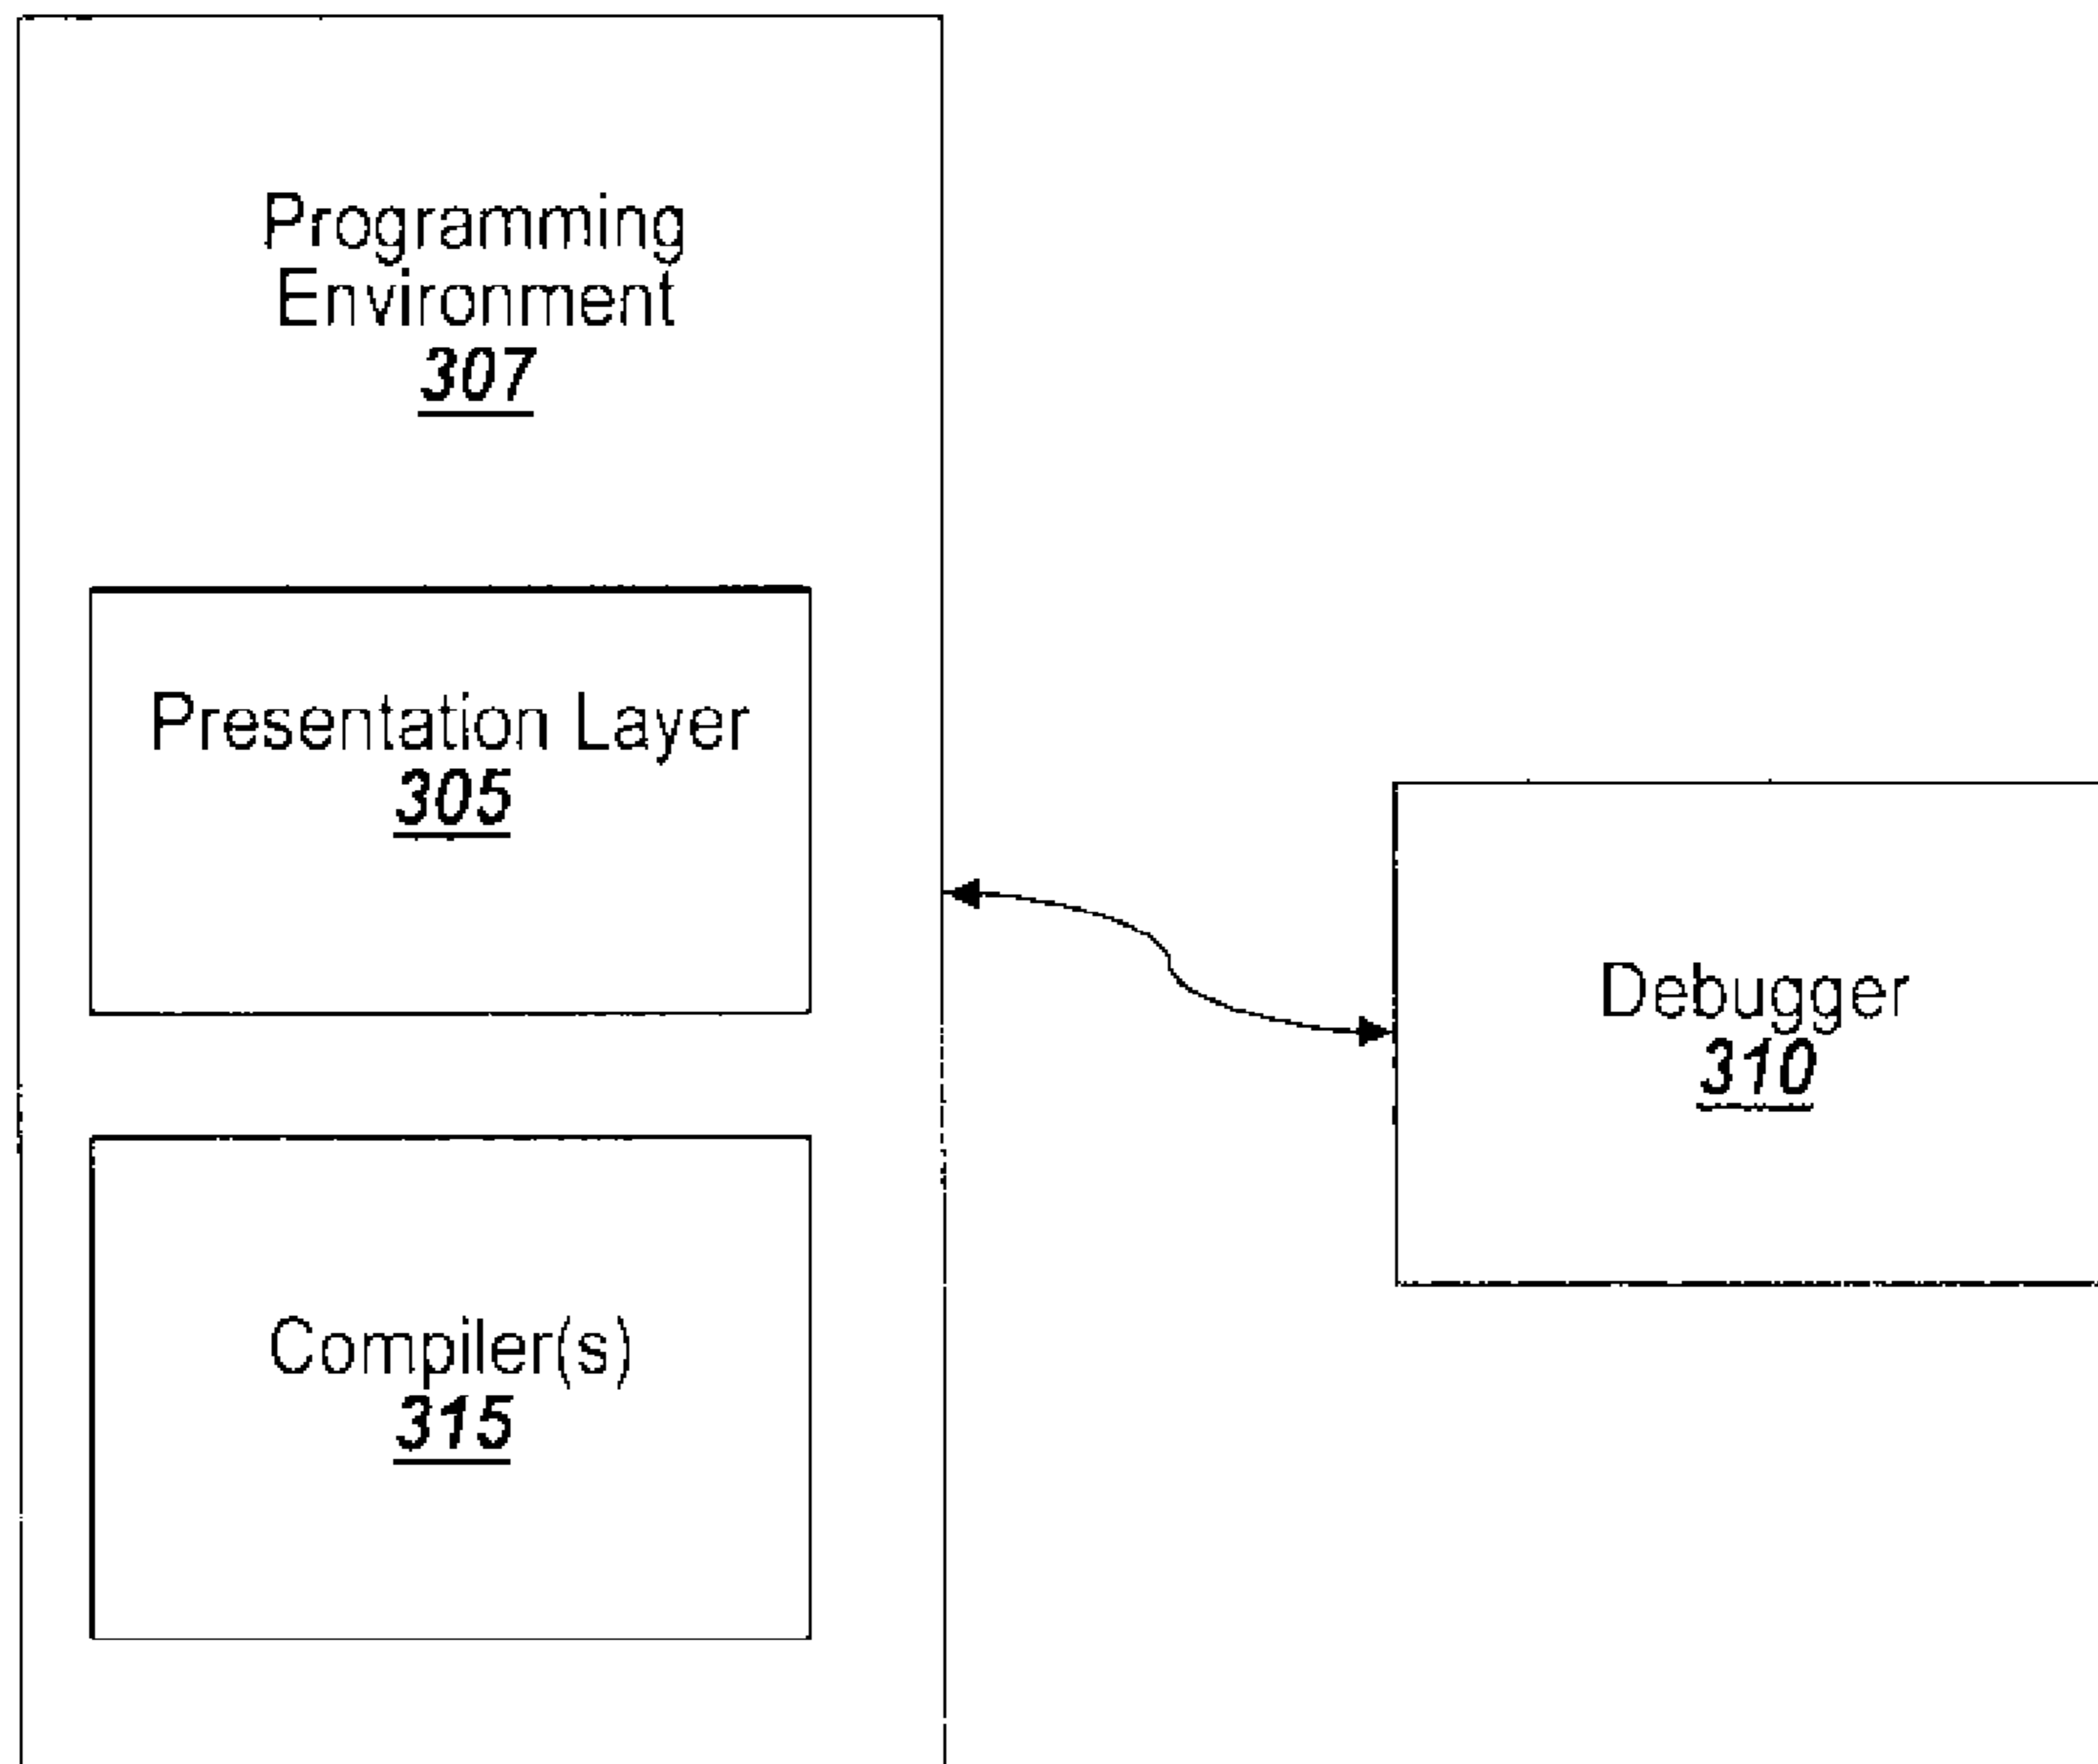 Programming
Environment
307
Presentation Layer
305
Debugger
310
Compiler(s)
315